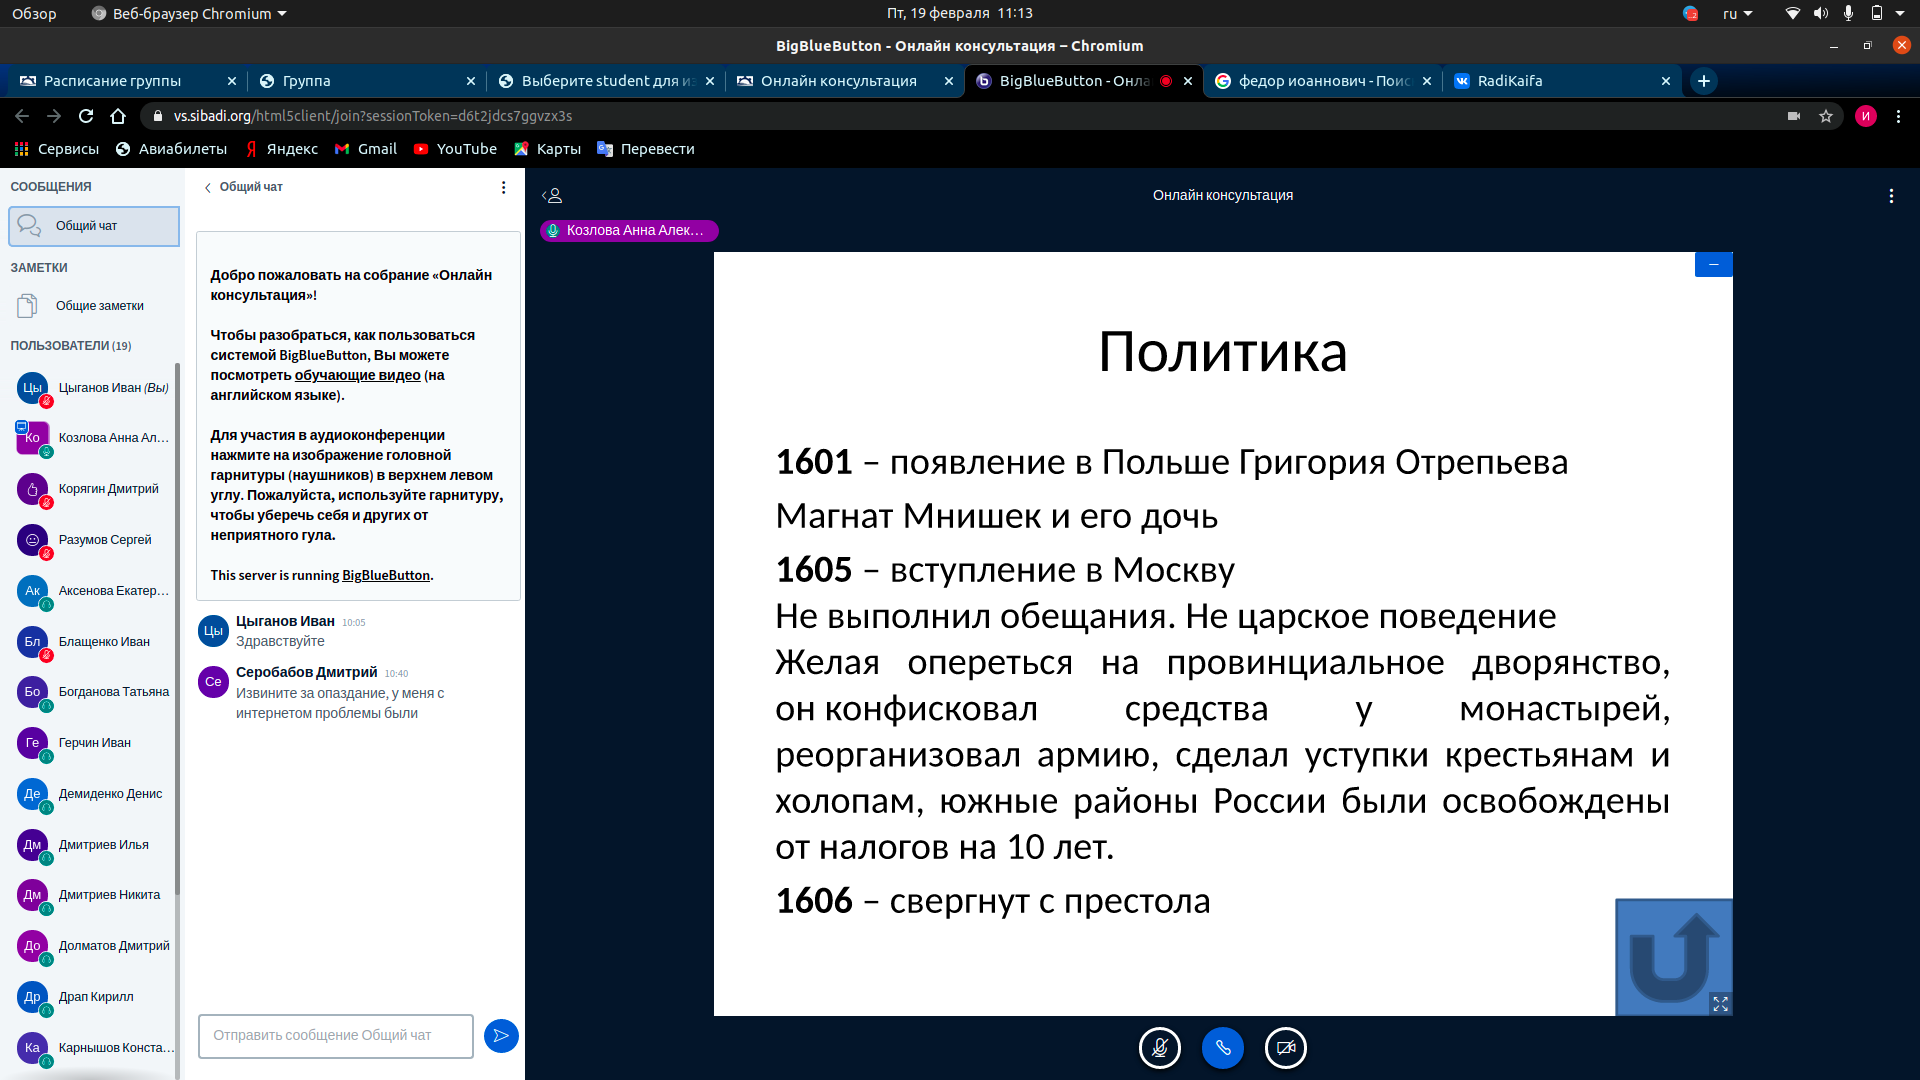 Обзор
Веб-браузер Chromium
Пт, 19 февраля 11:13
ru
BigBlueButton - Онлайн консультация – Chromium
Расписание группы
Группа
Выберите student для из
Онлайн консультация
BigBlueButton - Онла
федор иоаннович - Поис
RadiKaifa
vs.sibadi.org/html5client/join?sessionToken=d6t2jdcs7ggvzx3s
И
Сервисы
Авиабилеты
Яндекс
Gmail
YouTube
Карты
Перевести
СООБЩЕНИЯ
Общий чат
ЗАМЕТКИ
Общие заметки
ПОЛЬЗОВАТЕЛИ (19)
Цы Цыганов Иван (Вы)
Ко Козлова Анна Ал...
Корягин Дмитрий
Разумов Сергей
Ак Аксенова Екатер...
Бл Блащенко Иван
Бо Богданова Татьяна
Ге Герчин Иван
Де Демиденко Денис
Дм Дмитриев Илья
Дм Дмитриев Никита
До Долматов Дмитрий
Др Драп Кирилл
Ка Карнышов Конста...
Общий чат
Добро пожаловать на собрание «Онлайн
консультация»!
Чтобы разобраться, как пользоваться
системой BigBlueButton, Вы можете
посмотреть обучающие видео (на
английском языке).
Для участия в аудиоконференции
нажмите на изображение головной
гарнитуры (наушников) в верхнем левом
углу. Пожалуйста, используйте гарнитуру,
чтобы уберечь себя и других от
неприятного гула.
This server is running BigBlueButton.
Цы Цыганов Иван 10:05
Здравствуйте
Се Серобабов Дмитрий 10:40
Извините за опаздание, у меня с
интернетом проблемы были
Отправить сообщение Общий чат
Онлайн консультация
Козлова Анна Алек...
Политика
1601 – появление в Польше Григория Отрепьева
Магнат Мнишек и его дочь
1605 – вступление в Москву
Не выполнил обещания. Не царское поведение
Желая опереться на провинциальное дворянство,
он конфисковал средства у монастырей,
реорганизовал армию, сделал уступки крестьянам и
холопам, южные районы России были освобождены
от налогов на 10 лет.
1606 – свергнут с престола